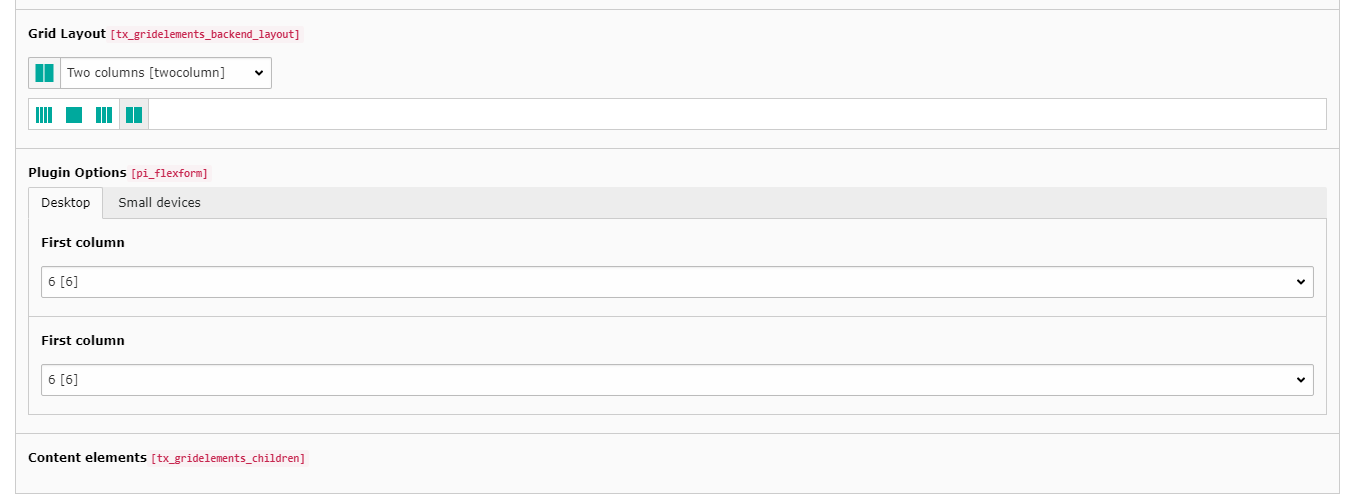 Grid Layout [tx_gridelements_backend_layout]
Two columns [twocolumn]
Plugin Options [pi_flexform]
Desktop Small devices
First column
6 [6]
First column
6 [6]
Content elements [tx_gridelements_children]